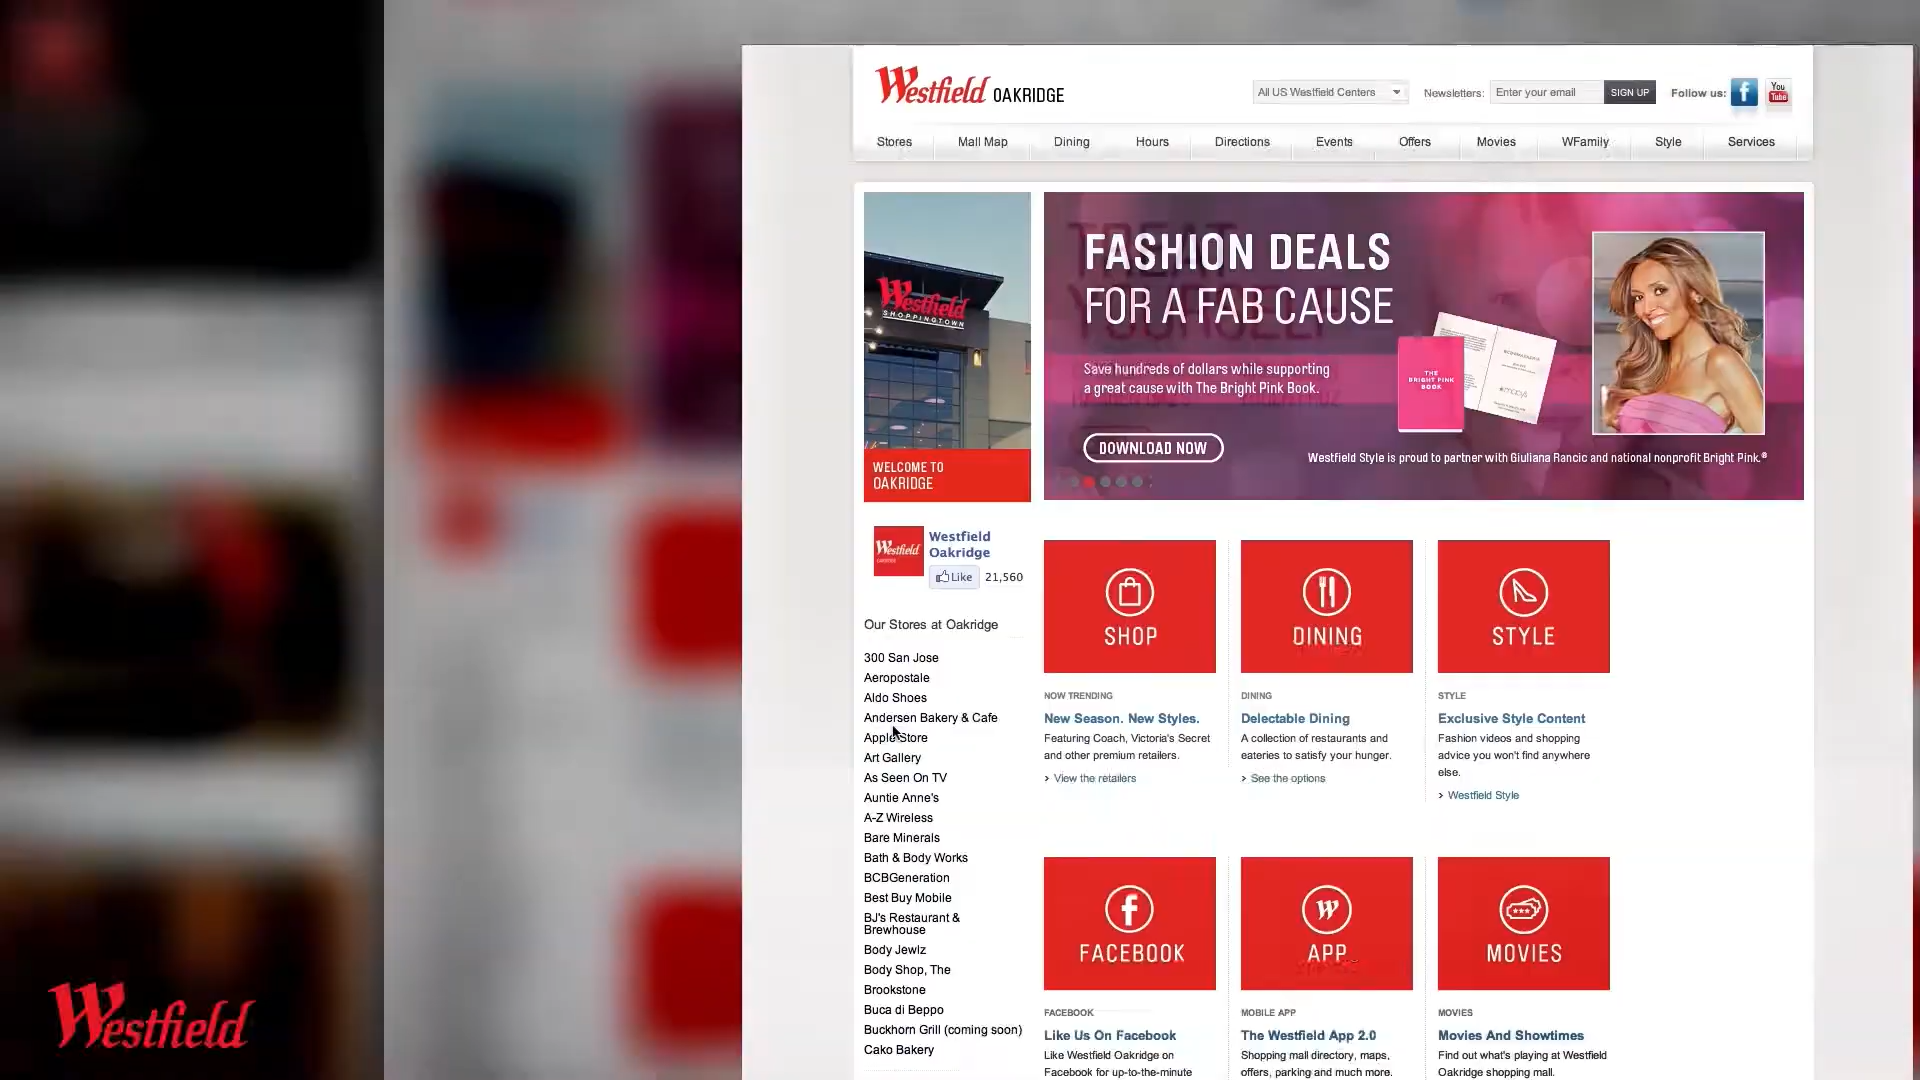 Westfield OAKRIDGE
All US Westfield Centers
Newsletters:
Enter your email
SIGN UP
Follow us:
f
You Tube
Stores
Mall Map
Dining
Hours
Directions
Events
Offers
Movies
WFamily
Style
Services
Westfield
SHOPPINGTOWN
WELCOME TO
OAKRIDGE
FASHION DEALS
FOR A FAB CAUSE
Save hundreds of dollars while supporting
a great cause with The Bright Pink Book.
DOWNLOAD NOW
THE
BRIGHT PINK
BOOK
Westfield Style is proud to partner with Giuliana Rancic and national nonprofit Bright Pink.®
Westfield
Westfield
Oakridge
Like
21,560
Our Stores at Oakridge
300 San Jose
Aeropostale
Aldo Shoes
Andersen Bakery & Cafe
Apple Store
Art Gallery
As Seen On TV
Auntie Anne's
A-Z Wireless
Bare Minerals
Bath & Body Works
BCBGeneration
Best Buy Mobile
BJ's Restaurant &
Brewhouse
Body Jewlz
Body Shop, The
Brookstone
Buca di Beppo
Buckhorn Grill (coming soon)
Cako Bakery
SHOP
NOW TRENDING
New Season. New Styles.
Featuring Coach, Victoria's Secret
and other premium retailers.
› View the retailers
DINING
DINING
Delectable Dining
A collection of restaurants and
eateries to satisfy your hunger.
› See the options
STYLE
STYLE
Exclusive Style Content
Fashion videos and shopping
advice you won't find anywhere
else.
› Westfield Style
f
FACEBOOK
FACEBOOK
Like Us On Facebook
Like Westfield Oakridge on
Facebook for up-to-the-minute
W
APP
MOBILE APP
The Westfield App 2.0
Shopping mall directory, maps,
offers, parking and much more.
MOVIES
MOVIES
Movies And Showtimes
Find out what's playing at Westfield
Oakridge shopping mall.
Westfield